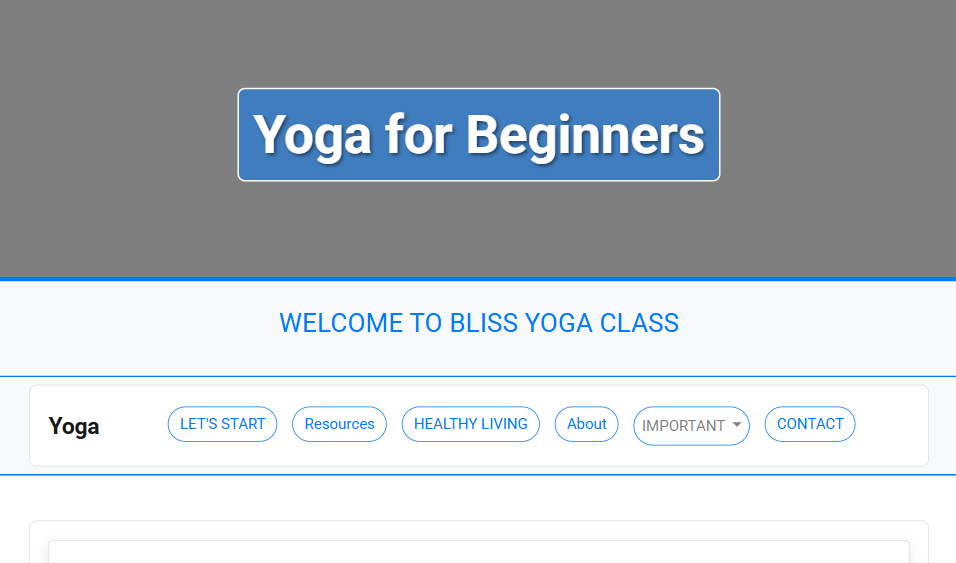 Yoga for Beginners
WELCOME TO BLISS YOGA CLASS
Yoga LET'S START Resources HEALTHY LIVING About IMPORTANT CONTACT